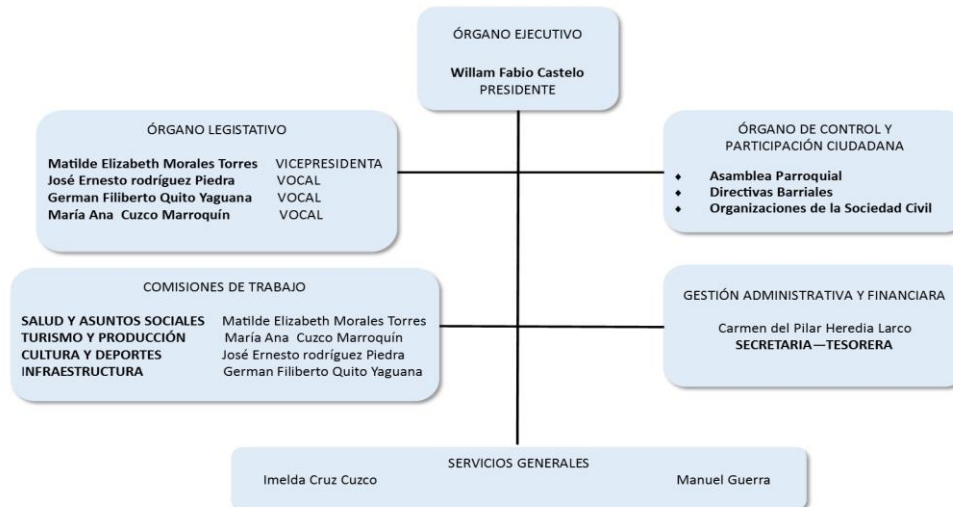 ÓRGANO EJECUTIVO
Willam Fabio Castelo
PRESIDENTE
ÓRGANO LEGISTATIVO
Matilde Elizabeth Morales Torres VICEPRESIDENTA
José Ernesto rodríguez Piedra VOCAL
German Filiberto Quito Yaguana VOCAL
María Ana Cuzco Marroquín VOCAL
ÓRGANO DE CONTROL Y
PARTICIPACIÓN CIUDADANA
♦ Asamblea Parroquial
♦ Directivas Barriales
♦ Organizaciones de la Sociedad Civil
COMISIONES DE TRABAJO
SALUD Y ASUNTOS SOCIALES Matilde Elizabeth Morales Torres
TURISMO Y PRODUCCIÓN María Ana Cuzco Marroquín
CULTURA Y DEPORTES José Ernesto rodríguez Piedra
INFRAESTRUCTURA German Filiberto Quito Yaguana
GESTIÓN ADMINISTRATIVA Y FINANCIARA
Carmen del Pilar Heredia Larco
SECRETARIA—TESORERA
SERVICIOS GENERALES
Imelda Cruz Cuzco Manuel Guerra